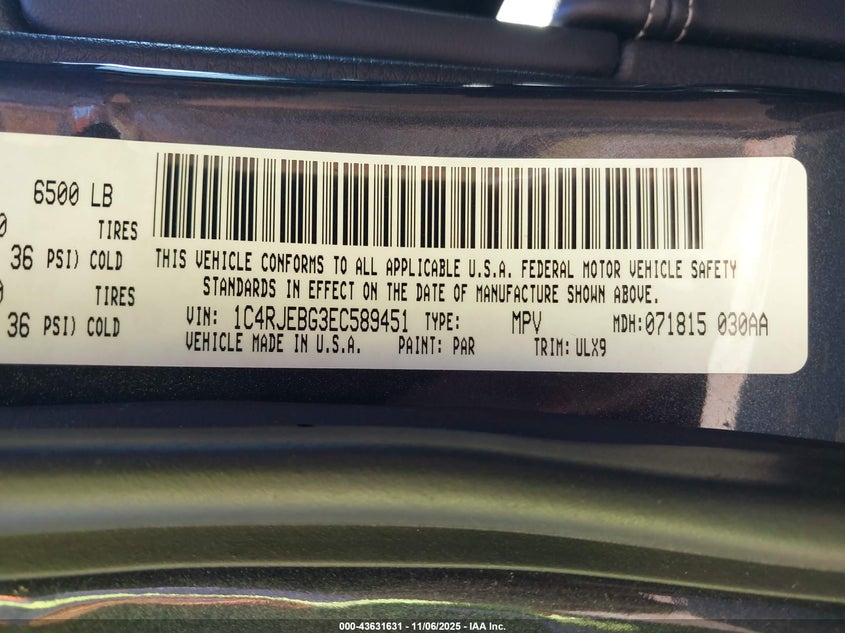 6500 LB
0 TIRES
36 PSI) COLD
0 TIRES
36 PSI) COLD
THIS VEHICLE CONFORMS TO ALL APPLICABLE U.S.A. FEDERAL MOTOR VEHICLE SAFETY
STANDARDS IN EFFECT ON THE DATE OF MANUFACTURE SHOWN ABOVE.
VIN: 1C4RJEBG3EC589451 TYPE: MPV MDH:071815 030AA
VEHICLE MADE IN U.S.A. PAINT: PAR TRIM: ULX9
000-43631631 - 11/06/2025 - IAA Inc.